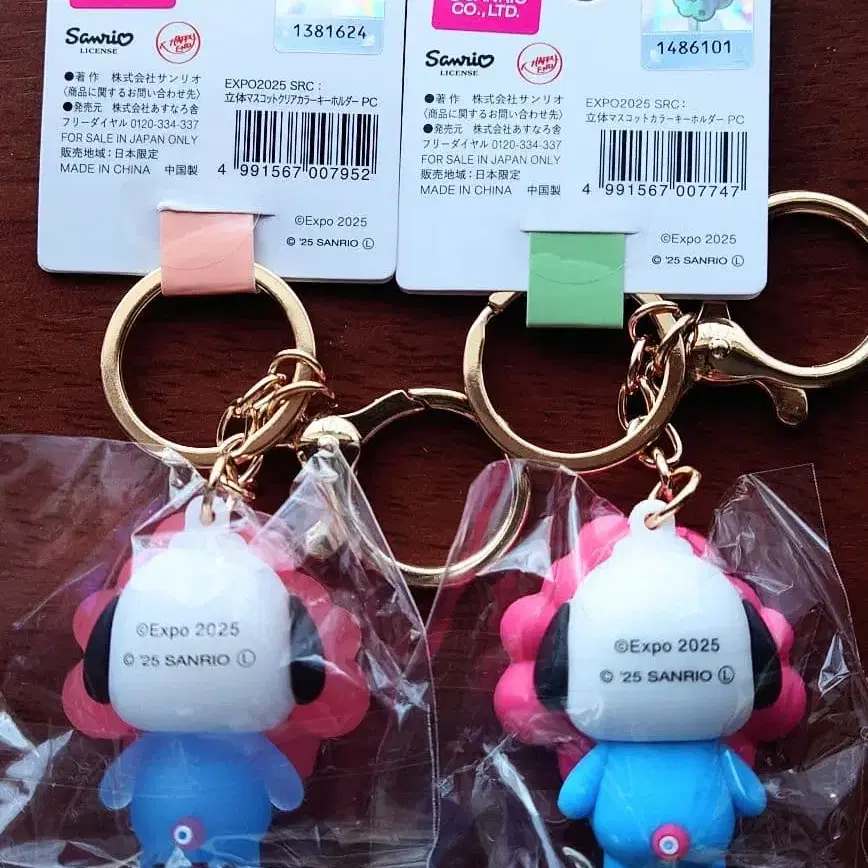 1381624
Sanrio
LICENSE
●著作 株式会社サンリオ
〈商品に関するお問い合わせ先〉
●発売元 株式会社あすなろ舎
フリーダイヤル 0120-334-337
FOR SALE IN JAPAN ONLY
販売地域：日本限定
MADE IN CHINA 中国製
EXPO2025 SRC：
立体マスコットクリアカラーキーホルダー PC
4 991567 007952
©Expo 2025
© '25 SANRIO Ⓛ
SANRIO
CO., LTD.
1486101
Sanrio
LICENSE
●著作 株式会社サンリオ
〈商品に関するお問い合わせ先〉
●発売元 株式会社あすなろ舎
フリーダイヤル 0120-334-337
FOR SALE IN JAPAN ONLY
販売地域：日本限定
MADE IN CHINA 中国製
EXPO2025 SRC：
立体マスコットカラーキーホルダー PC
4 991567 007747
©Expo 2025
© '25 SANRIO Ⓛ
©Expo 2025
© '25 SANRIO Ⓛ
©Expo 2025
© '25 SANRIO Ⓛ